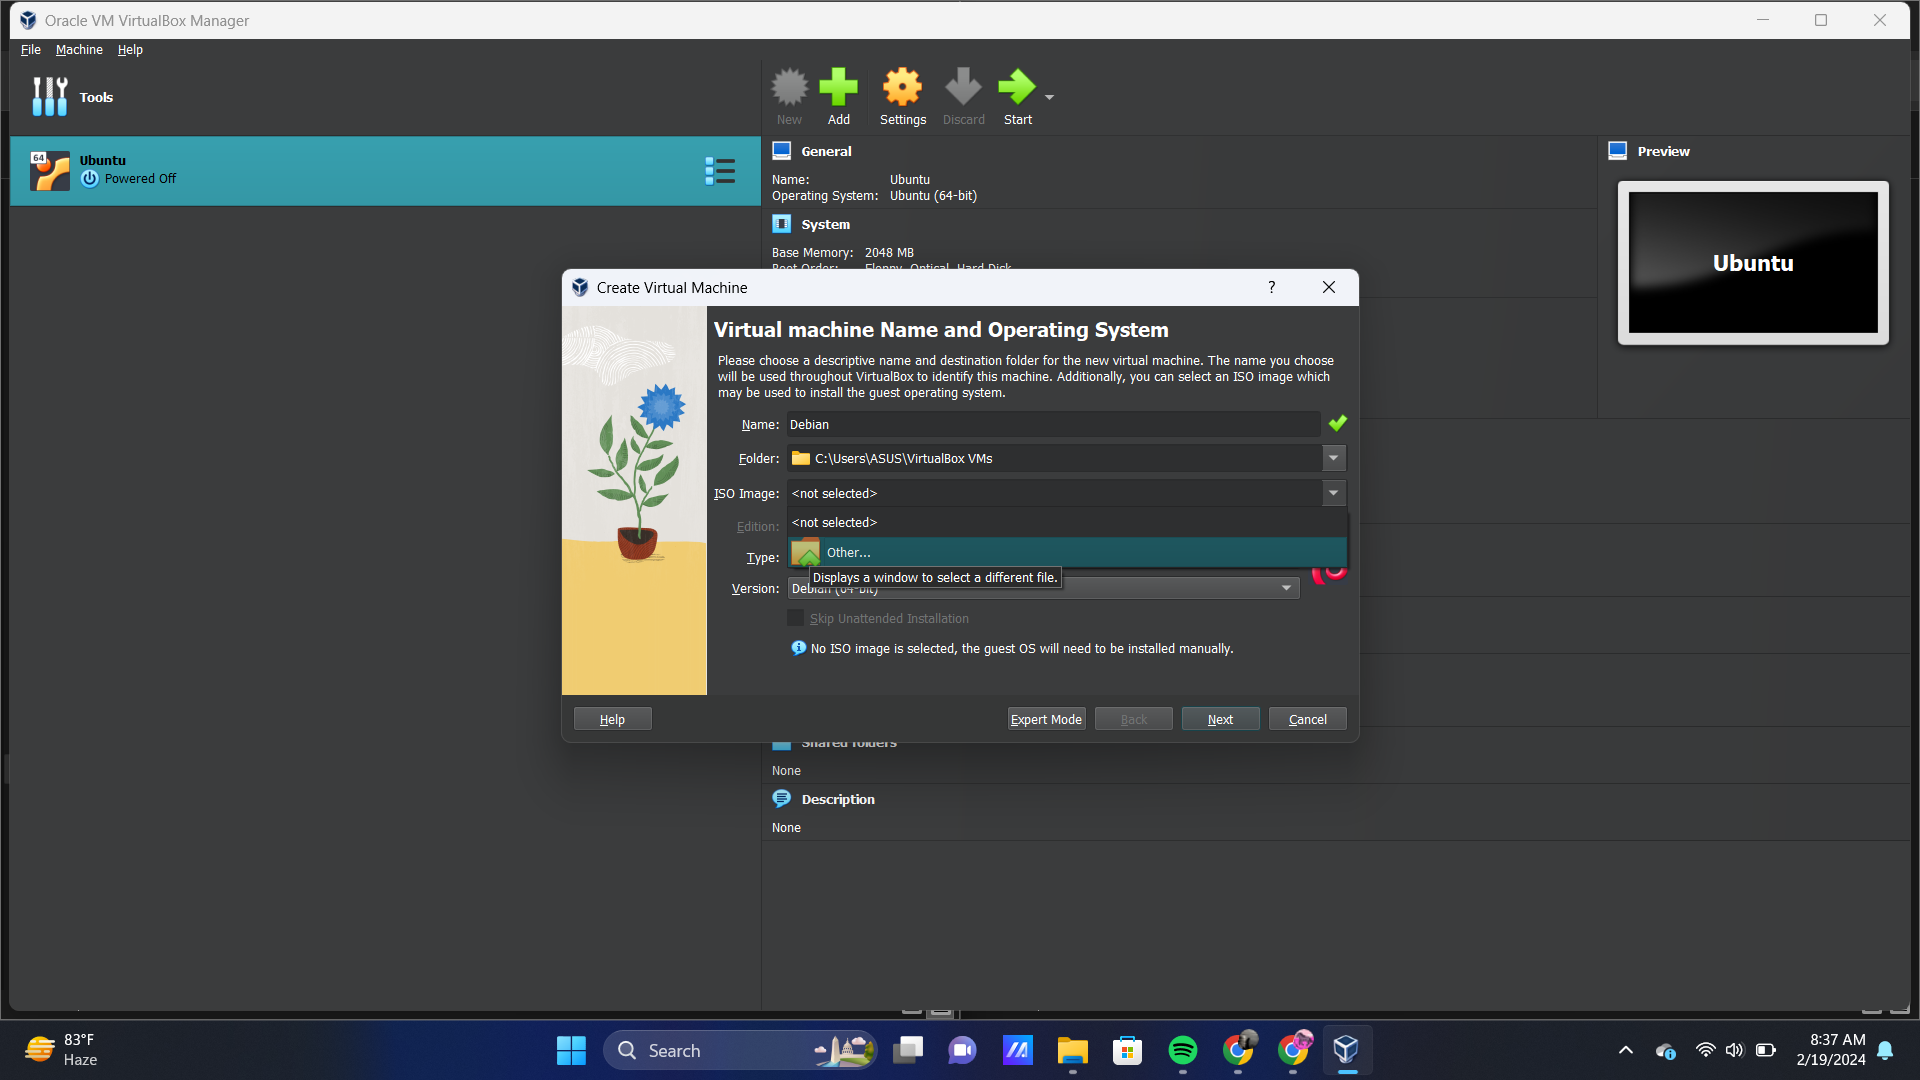 Oracle VM VirtualBox Manager
File Machine Help
Tools
New Add Settings Discard Start
64
Ubuntu
Powered Off
General
Name: Ubuntu
Operating System: Ubuntu (64-bit)
System
Base Memory: 2048 MB
Boot Order: Floppy, Optical, Hard Disk
Preview
Ubuntu
Create Virtual Machine
?
Virtual machine Name and Operating System
Please choose a descriptive name and destination folder for the new virtual machine. The name you choose
will be used throughout VirtualBox to identify this machine. Additionally, you can select an ISO image which
may be used to install the guest operating system.
Name: Debian
Folder: C:\Users\ASUS\VirtualBox VMs
ISO Image: <not selected>
<not selected>
Edition:
Other...
Type:
Displays a window to select a different file.
Version: Debian (64-bit)
Skip Unattended Installation
No ISO image is selected, the guest OS will need to be installed manually.
Help Expert Mode Back Next Cancel
Shared folders
None
Description
None
83°F
Haze
Search
8:37 AM
2/19/2024